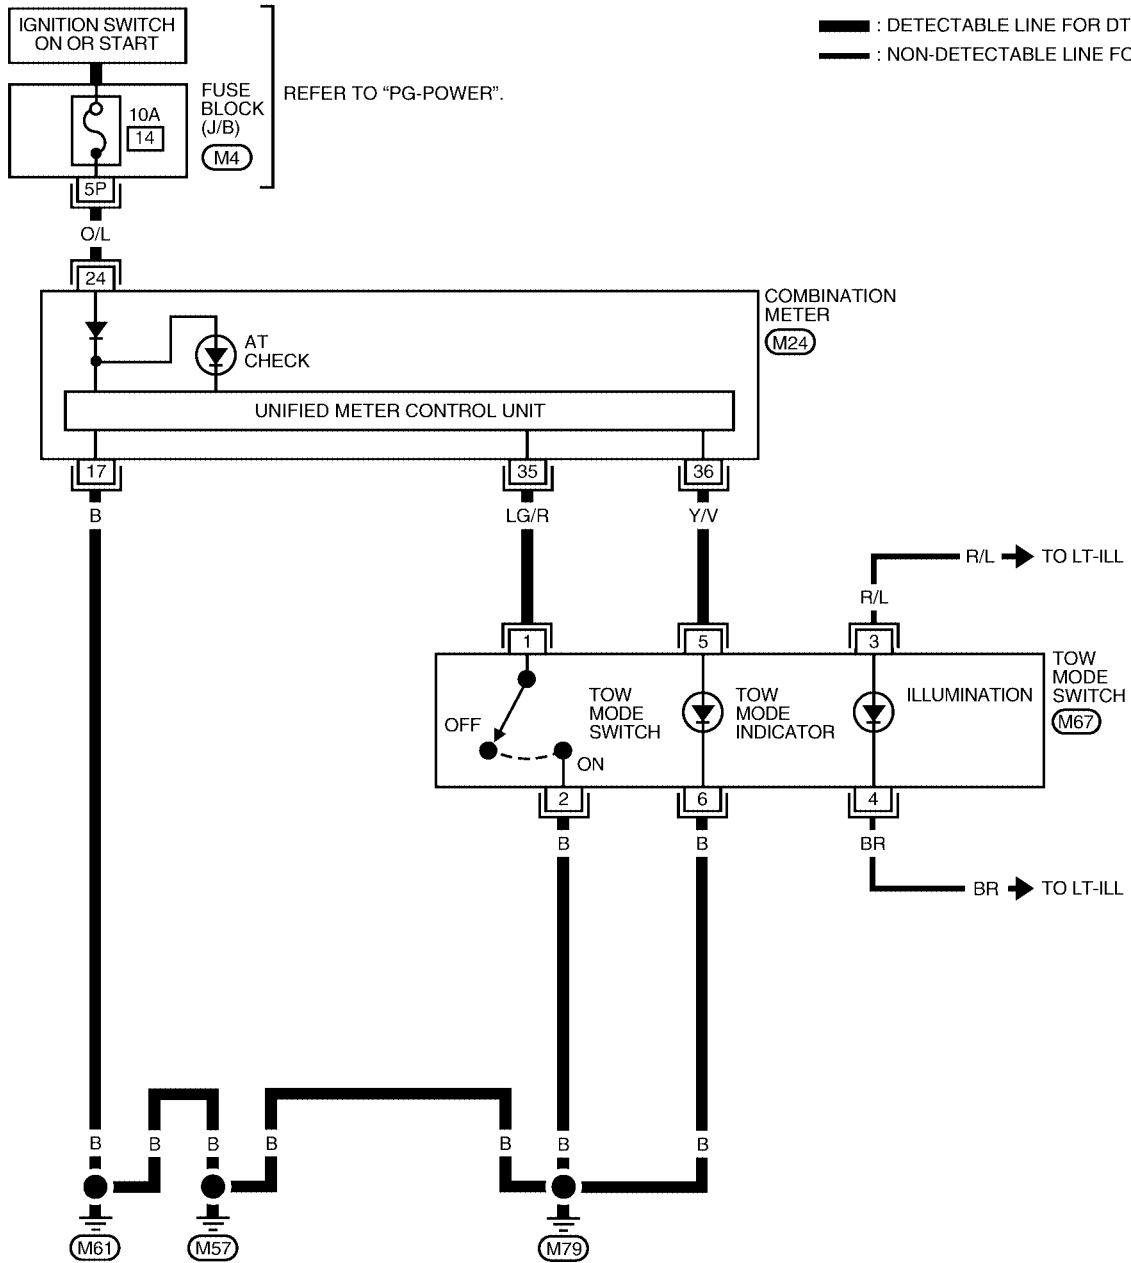 IGNITION SWITCH
ON OR START
: DETECTABLE LINE FOR DT
: NON-DETECTABLE LINE FO
FUSE
BLOCK
(J/B)
M4
REFER TO “PG-POWER”.
10A
14
5P
O/L
24
COMBINATION
METER
M24
AT
CHECK
UNIFIED METER CONTROL UNIT
17
35
36
B
LG/R
Y/V
R/L
TO LT-ILL
R/L
1
5
3
TOW
MODE
SWITCH
M67
OFF
ON
TOW
MODE
SWITCH
TOW
MODE
INDICATOR
ILLUMINATION
2
6
4
B
B
BR
BR
TO LT-ILL
B
B
B
B
B
B
B
M61
M57
M79